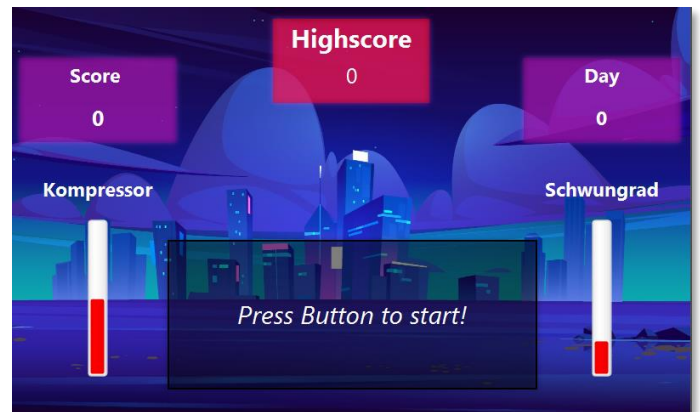 Highscore
0
Score
0
Day
0
Kompressor
Schwungrad
Press Button to start!